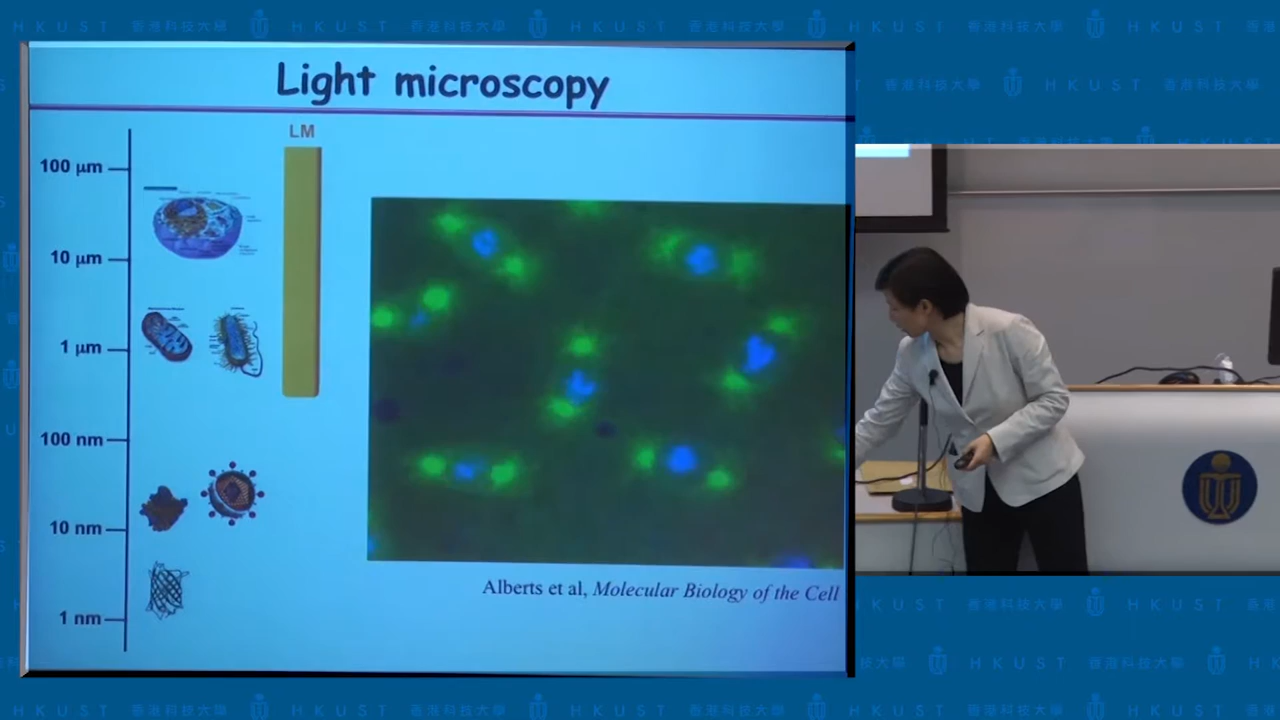 HKUST 香港科技大學
Light microscopy
LM
100 µm
10 µm
1 µm
100 nm
10 nm
1 nm
Alberts et al, Molecular Biology of the Cell